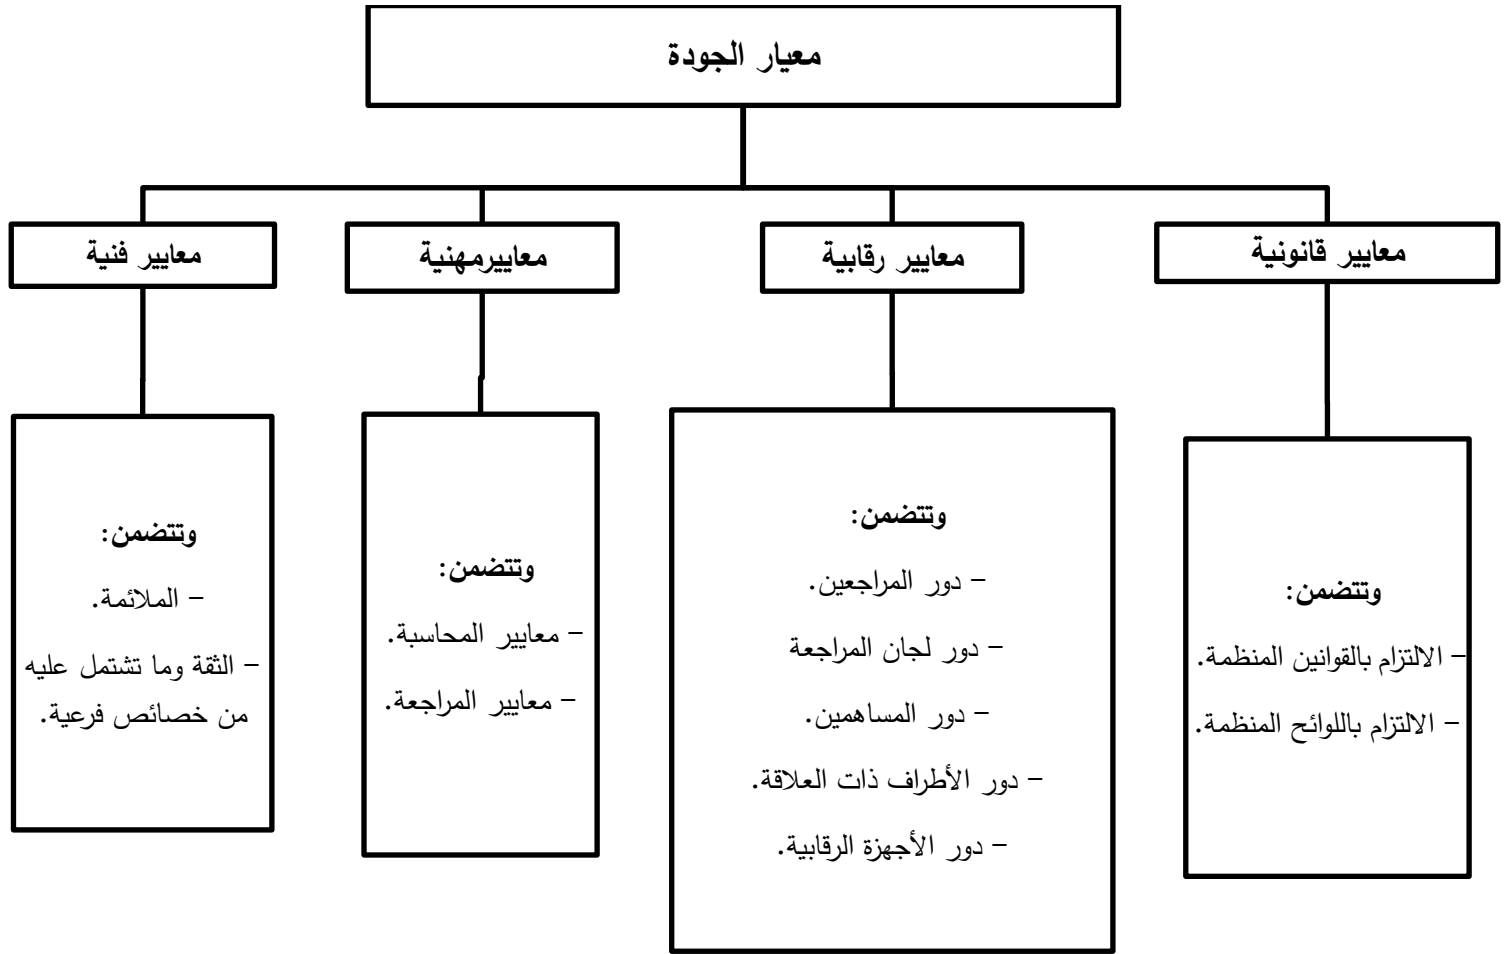 معيار الجودة
معايير قانونية
معايير رقابية
معاييرمهنية
معايير فنية
وتتضمن:
– الالتزام بالقوانين المنظمة.
– الالتزام باللوائح المنظمة.
وتتضمن:
– دور المراجعين.
– دور لجان المراجعة
– دور المساهمين.
– دور الأطراف ذات العلاقة.
– دور الأجهزة الرقابية.
وتتضمن:
– معايير المحاسبة.
– معايير المراجعة.
وتتضمن:
– الملائمة.
– الثقة وما تشتمل عليه
من خصائص فرعية.